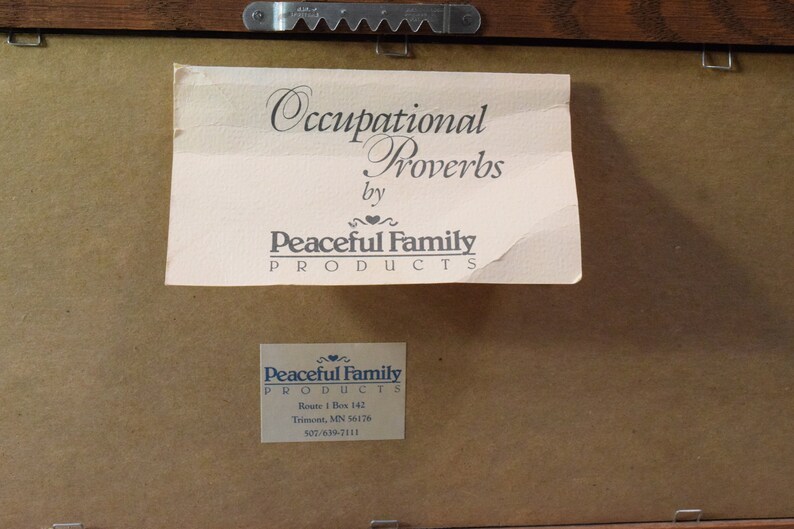 Occupational
Proverbs
by
Peaceful Family
PRODUCTS
Peaceful Family
PRODUCTS
Route 1 Box 142
Trimont, MN 56176
507/639-7111